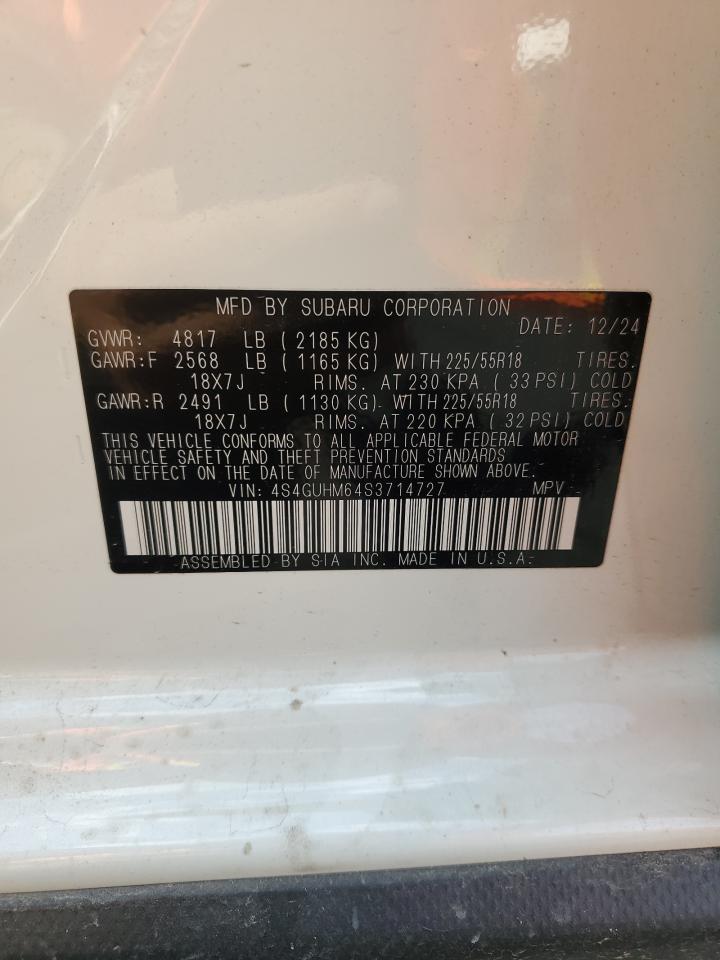 MFD BY SUBARU CORPORATION
DATE: 12/24
GVWR: 4817 LB ( 2185 KG)
GAWR:F 2568 LB ( 1165 KG) WITH 225/55R18 TIRES.
18X7J RIMS. AT 230 KPA ( 33 PSI) COLD
GAWR:R 2491 LB ( 1130 KG). WITH 225/55R18 TIRES.
18X7J RIMS. AT 220 KPA ( 32 PSI) COLD
THIS VEHICLE CONFORMS TO ALL APPLICABLE FEDERAL MOTOR
VEHICLE SAFETY AND THEFT PREVENTION STANDARDS
IN EFFECT ON THE DATE OF MANUFACTURE SHOWN ABOVE.
VIN: 4S4GUHM64S3714727 MPV
ASSEMBLED BY SIA INC. MADE IN U.S.A.